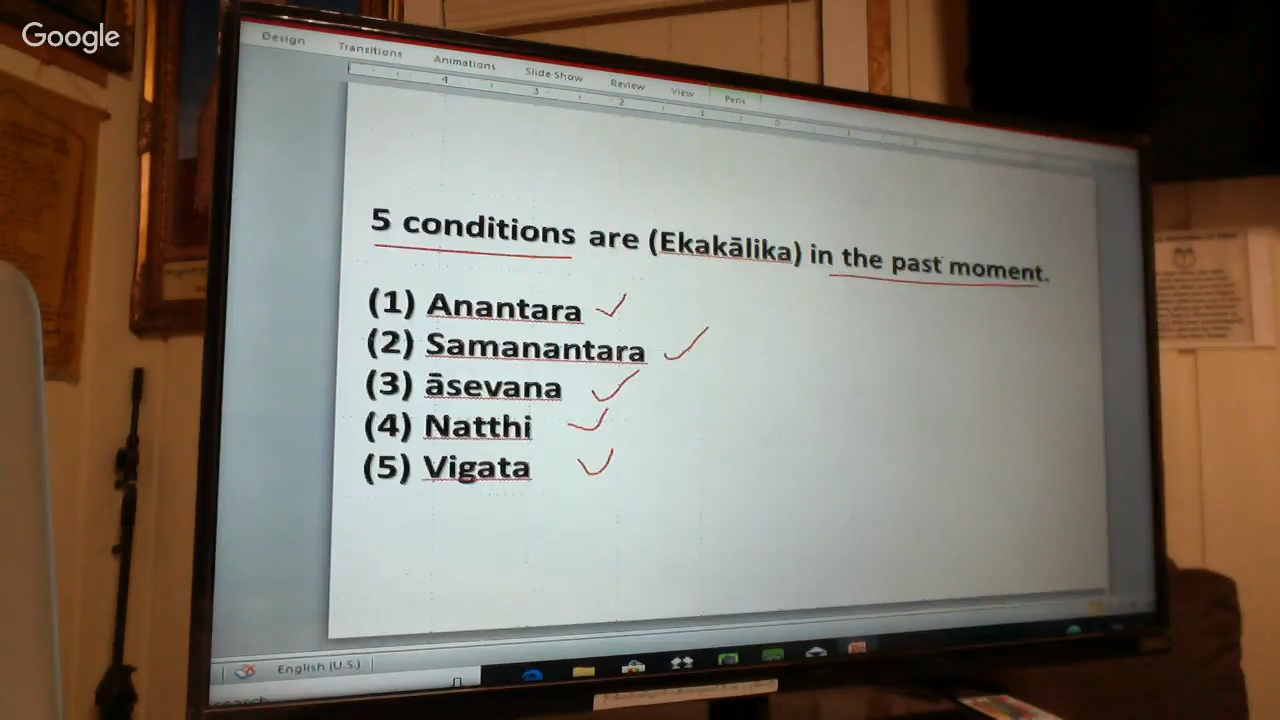 Google
Design Transitions Animations Slide Show Review View Pens
5 conditions are (Ekakālika) in the past moment.
(1) Anantara
(2) Samanantara
(3) āsevana
(4) Natthi
(5) Vigata
English (U.S.)
search